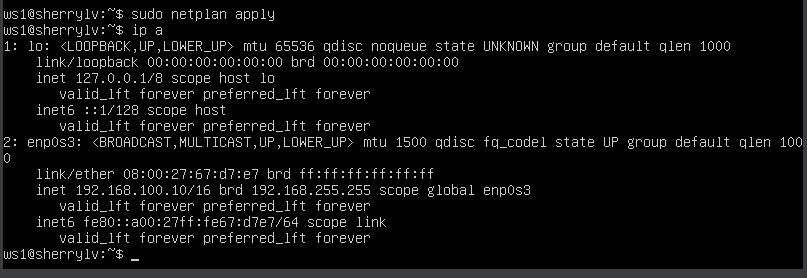 ws1@sherrylv:~$ sudo netplan apply
ws1@sherrylv:~$ ip a
1: lo: <LOOPBACK,UP,LOWER_UP> mtu 65536 qdisc noqueue state UNKNOWN group default qlen 1000
    link/loopback 00:00:00:00:00:00 brd 00:00:00:00:00:00
    inet 127.0.0.1/8 scope host lo
       valid_lft forever preferred_lft forever
    inet6 ::1/128 scope host
       valid_lft forever preferred_lft forever
2: enp0s3: <BROADCAST,MULTICAST,UP,LOWER_UP> mtu 1500 qdisc fq_codel state UP group default qlen 100
0
    link/ether 08:00:27:67:d7:e7 brd ff:ff:ff:ff:ff:ff
    inet 192.168.100.10/16 brd 192.168.255.255 scope global enp0s3
       valid_lft forever preferred_lft forever
    inet6 fe80::a00:27ff:fe67:d7e7/64 scope link
       valid_lft forever preferred_lft forever
ws1@sherrylv:~$ _